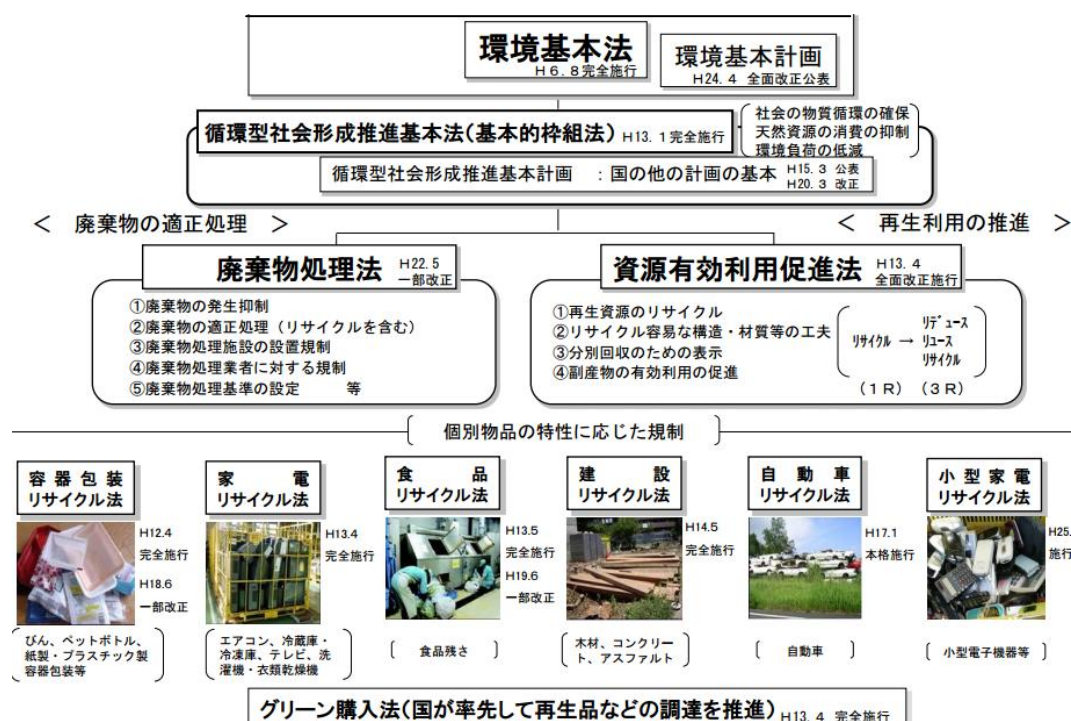 環境基本法
H6.8完全施行
環境基本計画
H24.4 全面改正公表
循環型社会形成推進基本法(基本的枠組法) H13.1完全施行
社会の物質循環の確保
天然資源の消費の抑制
環境負荷の低減
循環型社会形成推進基本計画 :国の他の計画の基本 H15.3 公表
H20.3 改正
< 廃棄物の適正処理 >
< 再生利用の推進 >
廃棄物処理法 H22.5
一部改正
①廃棄物の発生抑制
②廃棄物の適正処理(リサイクルを含む)
③廃棄物処理施設の設置規制
④廃棄物処理業者に対する規制
⑤廃棄物処理基準の設定 等
資源有効利用促進法 H13.4
全面改正施行
①再生資源のリサイクル
②リサイクル容易な構造・材質等の工夫
③分別回収のための表示
④副産物の有効利用の促進
リサイクル → リデュース
リユース
リサイクル
(1R) (3R)
個別物品の特性に応じた規制
容器包装
リサイクル法
H12.4
完全施行
H18.6
一部改正
びん、ペットボトル、
紙製・プラスチック製
容器包装等
家電
リサイクル法
H13.4
完全施行
エアコン、冷蔵庫・
冷凍庫、テレビ、洗
濯機・衣類乾燥機
食品
リサイクル法
H13.5
完全施行
H19.6
一部改正
食品残さ
建設
リサイクル法
H14.5
完全施行
木材、コンクリー
ト、アスファルト
自動車
リサイクル法
H17.1
本格施行
自動車
小型家電
リサイクル法
H25.
施行
小型電子機器等
グリーン購入法(国が率先して再生品などの調達を推進) H13.4 完全施行